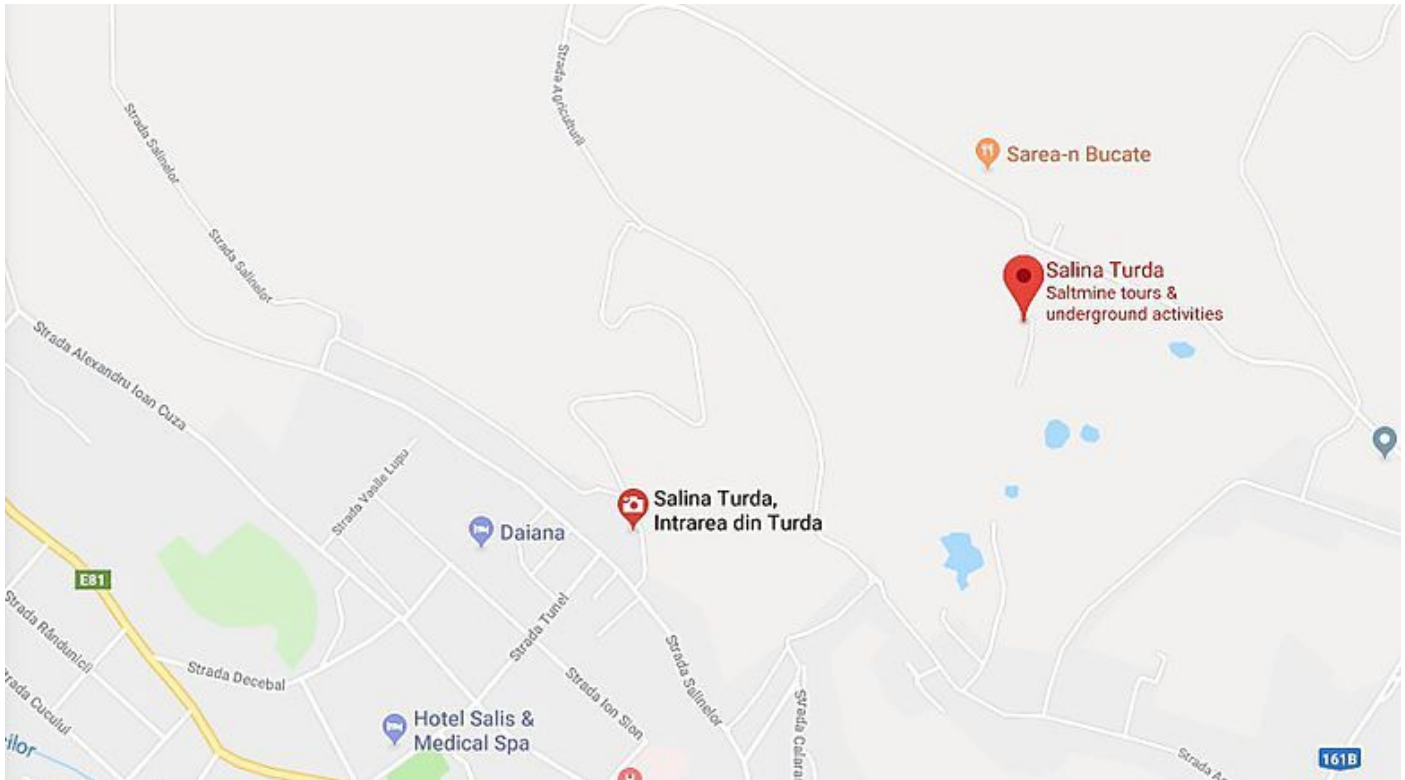 Strada Agriculturii
Strada Salinelor
Sarea-n Bucate
Strada Salinelor
Salina Turda
Saltmine tours &
underground activities
Strada Alexandru Ioan Cuza
Strada Vasile Lupu
Salina Turda,
Intrarea din Turda
Daiana
E81
Strada Rândunicii
Strada Tunel
Strada Decebal
Strada Salinelor
Strada Ion Sion
Strada Cucului
Hotel Salis &
Medical Spa
Strada
161B